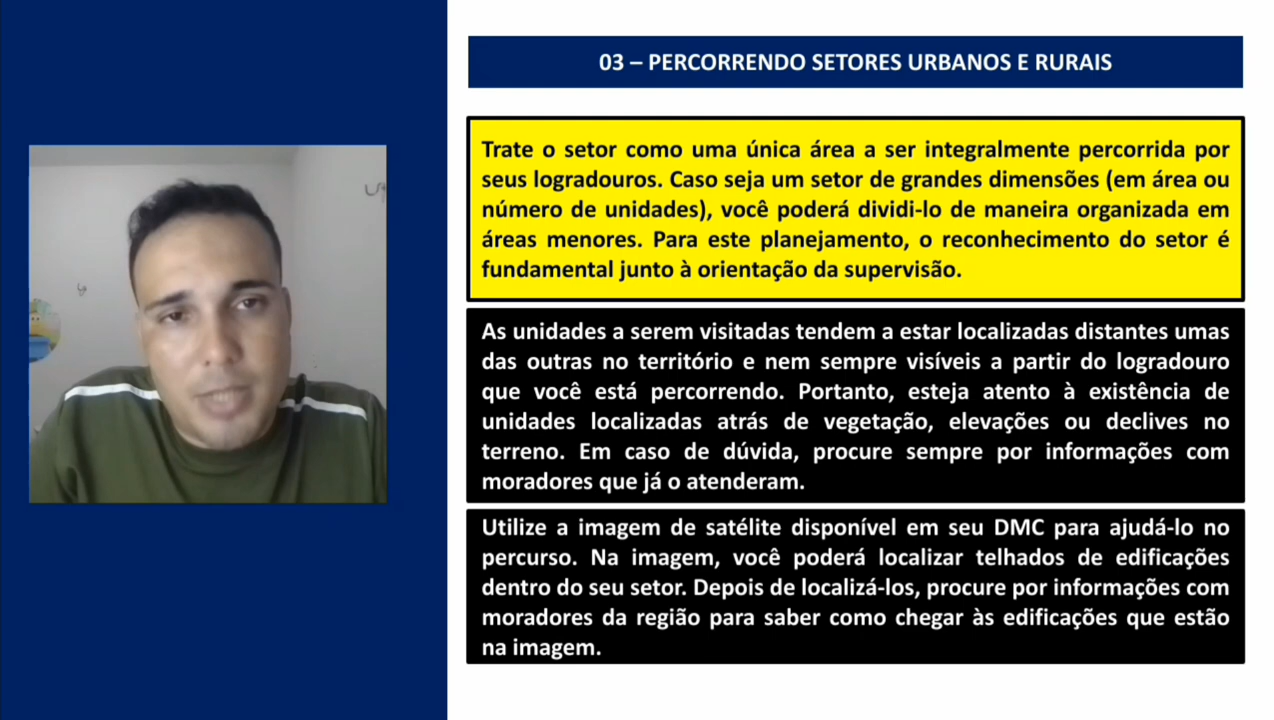 03 – PERCORRENDO SETORES URBANOS E RURAIS
Trate o setor como uma única área a ser integralmente percorrida por
seus logradouros. Caso seja um setor de grandes dimensões (em área ou
número de unidades), você poderá dividi-lo de maneira organizada em
áreas menores. Para este planejamento, o reconhecimento do setor é
fundamental junto à orientação da supervisão.
As unidades a serem visitadas tendem a estar localizadas distantes umas
das outras no território e nem sempre visíveis a partir do logradouro
que você está percorrendo. Portanto, esteja atento à existência de
unidades localizadas atrás de vegetação, elevações ou declives no
terreno. Em caso de dúvida, procure sempre por informações com
moradores que já o atenderam.
Utilize a imagem de satélite disponível em seu DMC para ajudá-lo no
percurso. Na imagem, você poderá localizar telhados de edificações
dentro do seu setor. Depois de localizá-los, procure por informações com
moradores da região para saber como chegar às edificações que estão
na imagem.